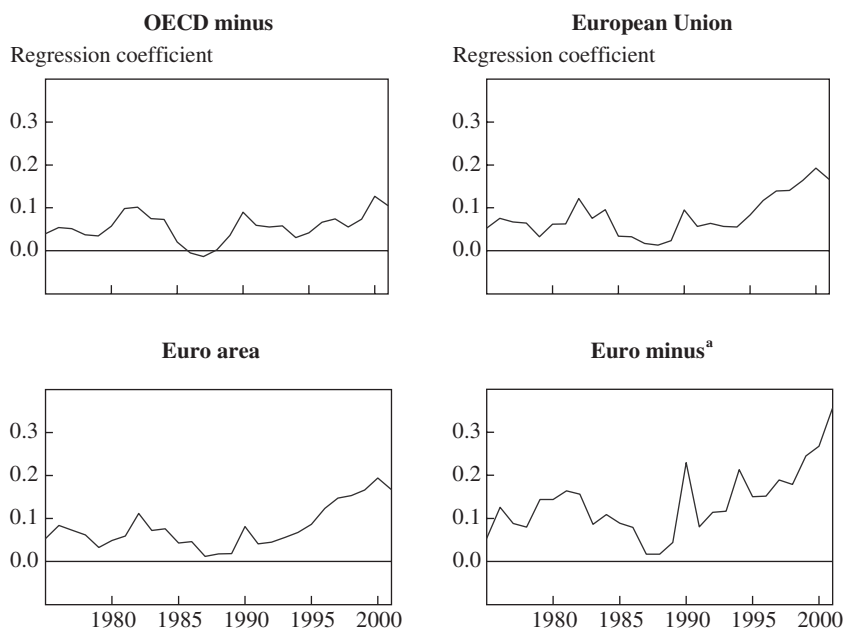 OECD minus
Regression coefficient
0.3
0.2
0.1
0.0
European Union
Regression coefficient
0.3
0.2
0.1
0.0
1980 1985 1990 1995 2000
Euro area
0.3
0.2
0.1
0.0
1980 1985 1990 1995 2000
Euro minusᵃ
0.3
0.2
0.1
0.0